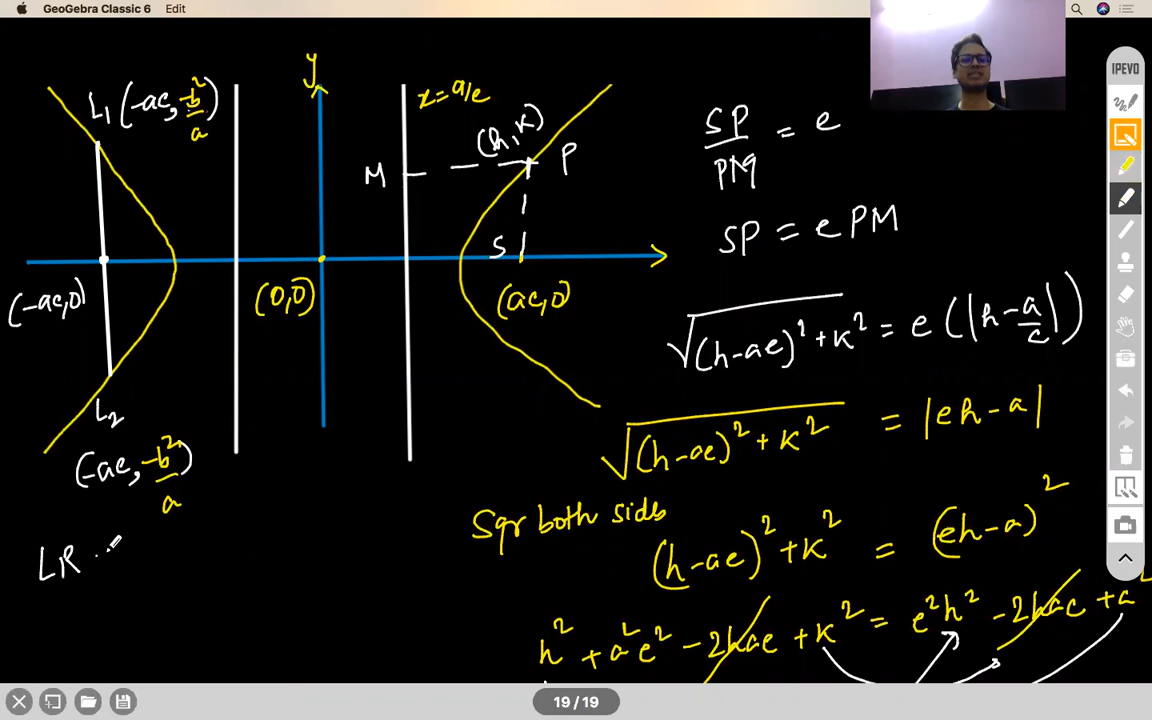 GeoGebra Classic 6 Edit
IPEVO
y
x=a/e
L₁ (-ae, -b²/a)
(h,k)
M
P
S
(-ae,0)
(0,0)
(ae,0)
L₂
(-ae, -b²/a)
LR
SP/PM = e
SP = e PM
√(h-ae)²+k² = e(|h-a/e|)
√(h-ae)²+k² = |eh-a|
Sqr both sides
(h-ae)²+k² = (eh-a)²
h²+a²e²-2hae+k² = e²h²-2hae+a²
19 / 19